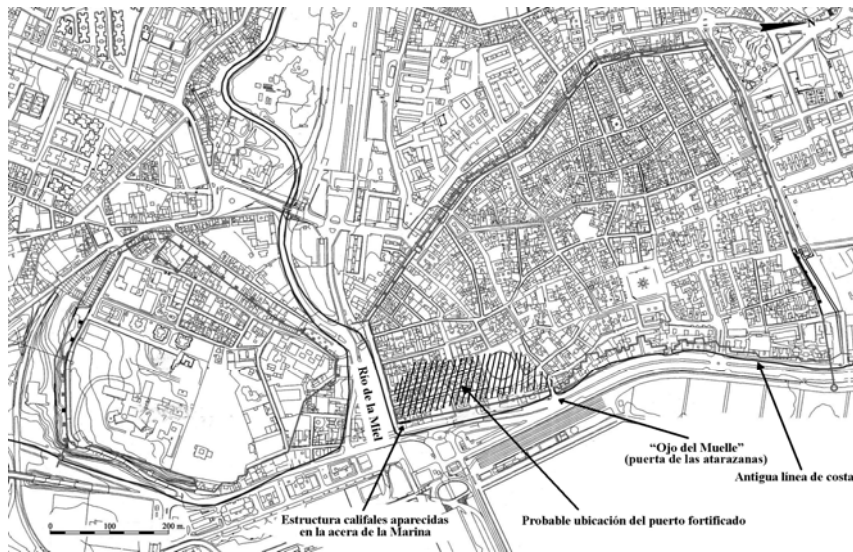 N
Río de la Miel
“Ojo del Muelle”
(puerta de las atarazanas)
Antigua línea de costa
Estructura califales aparecidas
en la acera de la Marina
Probable ubicación del puerto fortificado
0 100 200 m.